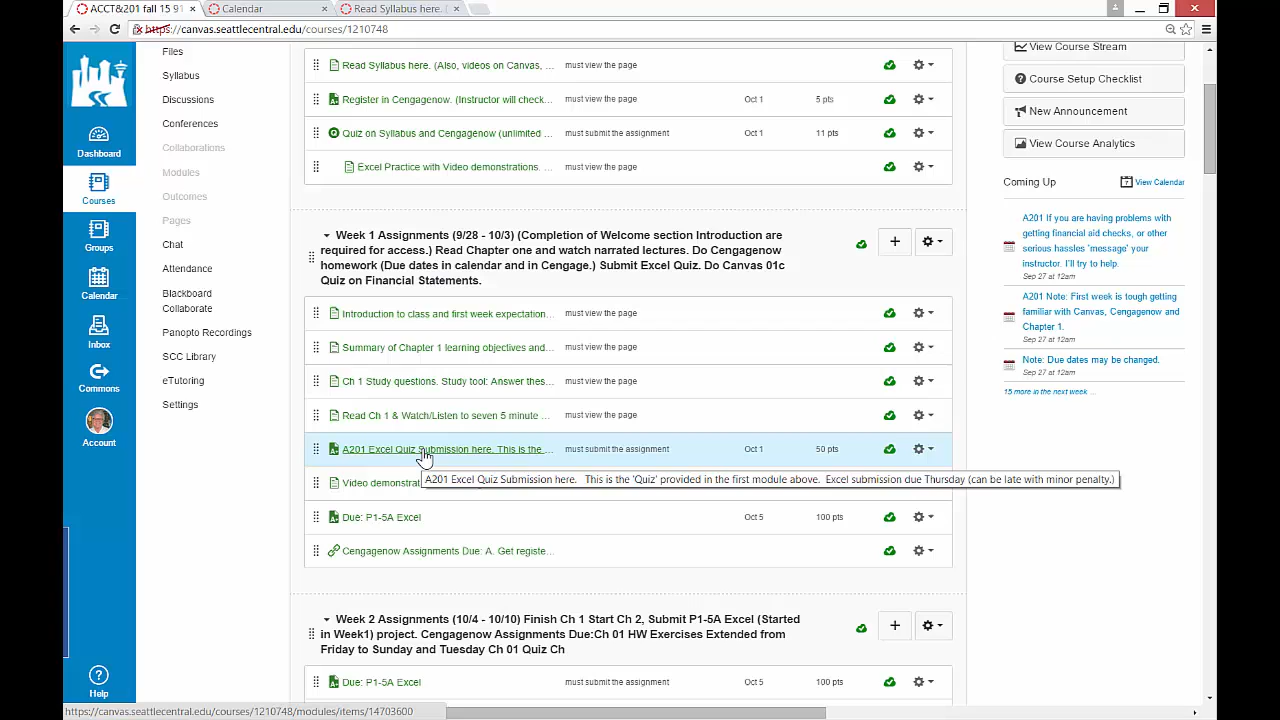 ACCT&201 fall 15 91
Calendar
Read Syllabus here. (
https://canvas.seattlecentral.edu/courses/1210748
Dashboard
Courses
Groups
Calendar
Inbox
Commons
Account
Help
Files
Syllabus
Discussions
Conferences
Collaborations
Modules
Outcomes
Pages
Chat
Attendance
Blackboard
Collaborate
Panopto Recordings
SCC Library
eTutoring
Settings
Read Syllabus here. (Also, videos on Canvas, ... must view the page
Register in Cengagenow. (Instructor will check... must view the page Oct 1 5 pts
Quiz on Syllabus and Cengagenow (unlimited ... must submit the assignment Oct 1 11 pts
Excel Practice with Video demonstrations. ... must view the page
Week 1 Assignments (9/28 - 10/3) (Completion of Welcome section Introduction are
required for access.) Read Chapter one and watch narrated lectures. Do Cengagenow
homework (Due dates in calendar and in Cengage.) Submit Excel Quiz. Do Canvas 01c
Quiz on Financial Statements.
Introduction to class and first week expectation... must view the page
Summary of Chapter 1 learning objectives and... must view the page
Ch 1 Study questions. Study tool: Answer thes... must view the page
Read Ch 1 & Watch/Listen to seven 5 minute ... must view the page
A201 Excel Quiz Submission here. This is the ... must submit the assignment Oct 1 50 pts
A201 Excel Quiz Submission here. This is the 'Quiz' provided in the first module above. Excel submission due Thursday (can be late with minor penalty.)
Video demonstrat
Due: P1-5A Excel must submit the assignment Oct 5 100 pts
Cengagenow Assignments Due: A. Get registe...
Week 2 Assignments (10/4 - 10/10) Finish Ch 1 Start Ch 2, Submit P1-5A Excel (Started
in Week1) project. Cengagenow Assignments Due:Ch 01 HW Exercises Extended from
Friday to Sunday and Tuesday Ch 01 Quiz Ch
Due: P1-5A Excel must submit the assignment Oct 5 100 pts
View Course Stream
Course Setup Checklist
New Announcement
View Course Analytics
Coming Up 7 View Calendar
A201 If you are having problems with
getting financial aid checks, or other
serious hassles 'message' your
instructor. I'll try to help.
Sep 27 at 12am
A201 Note: First week is tough getting
familiar with Canvas, Cengagenow and
Chapter 1.
Sep 27 at 12am
Note: Due dates may be changed.
Sep 27 at 12am
15 more in the next week ...
https://canvas.seattlecentral.edu/courses/1210748/modules/items/14703600